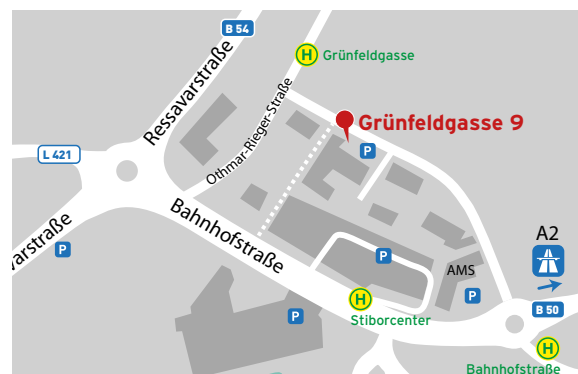 B 54
H Grünfeldgasse
Ressavarstraße
Othmar-Rieger-Straße
Grünfeldgasse 9
P
L 421
Bahnhofstraße
varstraße
P
A2
P
AMS
P
H
Stiborcenter
P
B 50
H
Bahnhofstraße